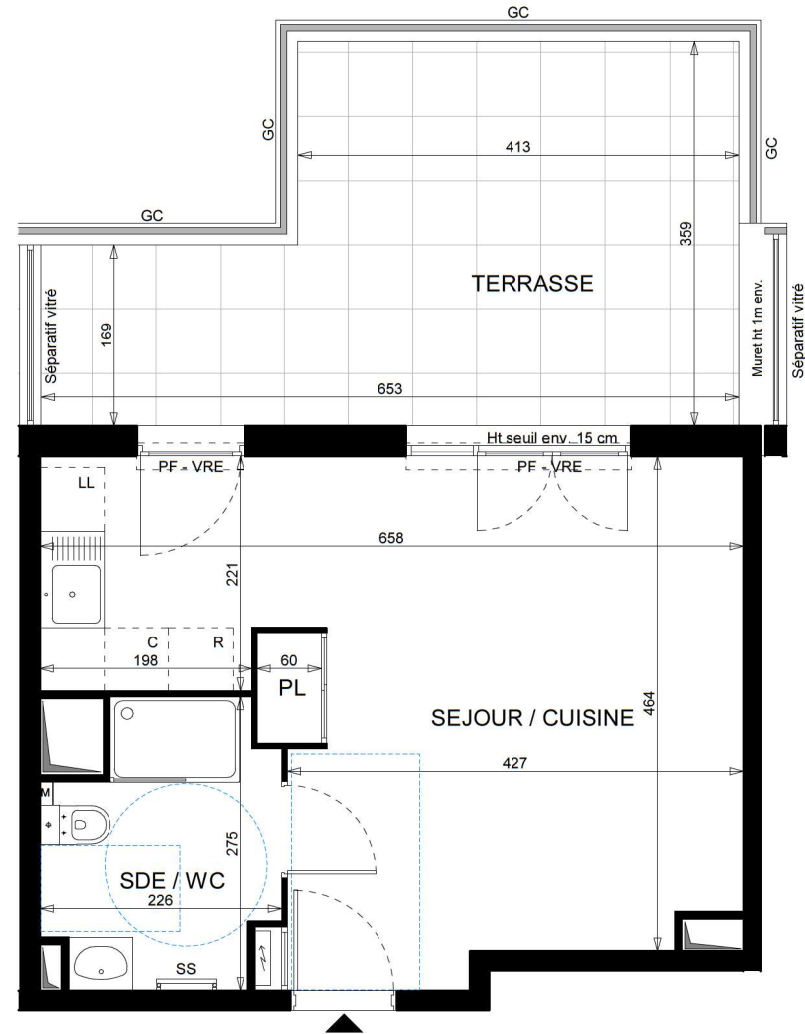 GC
GC
413
GC
GC
359
TERRASSE
Séparatif vitré
169
Muret ht 1m env.
Séparatif vitré
653
Ht seuil env. 15 cm
PF - VRE
PF - VRE
LL
658
221
C
R
198
60
PL
SEJOUR / CUISINE
464
427
M
275
SDE / WC
226
SS